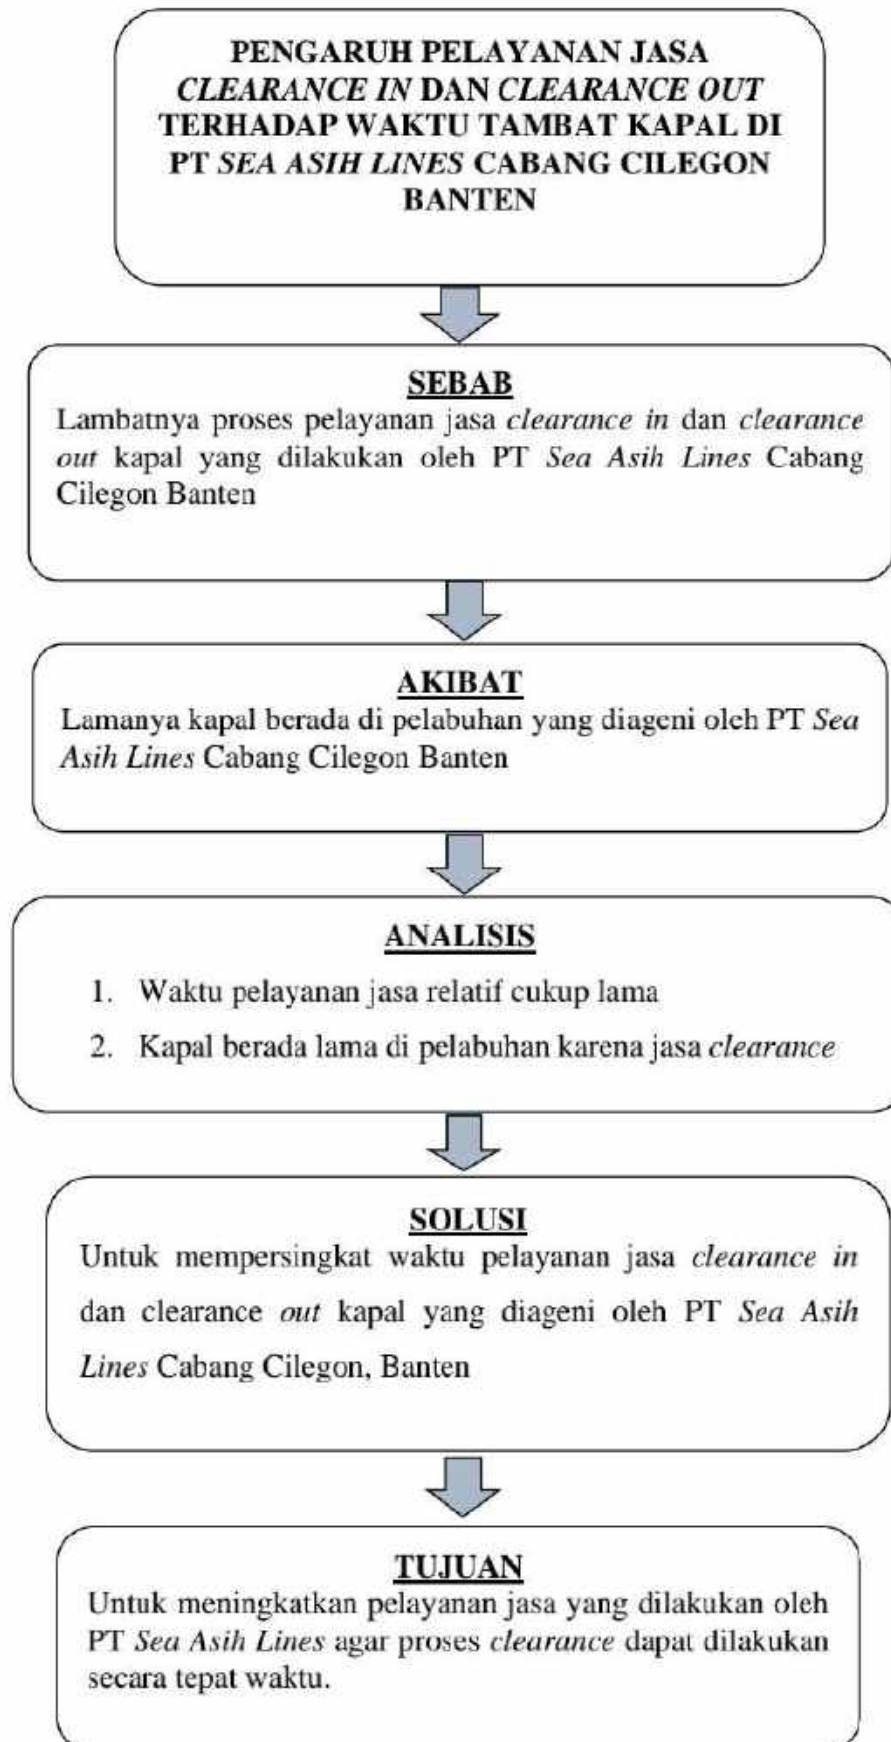 PENGARUH PELAYANAN JASA
CLEARANCE IN DAN CLEARANCE OUT
TERHADAP WAKTU TAMBAT KAPAL DI
PT SEA ASIH LINES CABANG CILEGON
BANTEN
SEBAB
Lambatnya proses pelayanan jasa clearance in dan clearance
out kapal yang dilakukan oleh PT Sea Asih Lines Cabang
Cilegon Banten
AKIBAT
Lamanya kapal berada di pelabuhan yang diageni oleh PT Sea
Asih Lines Cabang Cilegon Banten
ANALISIS
1. Waktu pelayanan jasa relatif cukup lama
2. Kapal berada lama di pelabuhan karena jasa clearance
SOLUSI
Untuk mempersingkat waktu pelayanan jasa clearance in
dan clearance out kapal yang diageni oleh PT Sea Asih
Lines Cabang Cilegon, Banten
TUJUAN
Untuk meningkatkan pelayanan jasa yang dilakukan oleh
PT Sea Asih Lines agar proses clearance dapat dilakukan
secara tepat waktu.